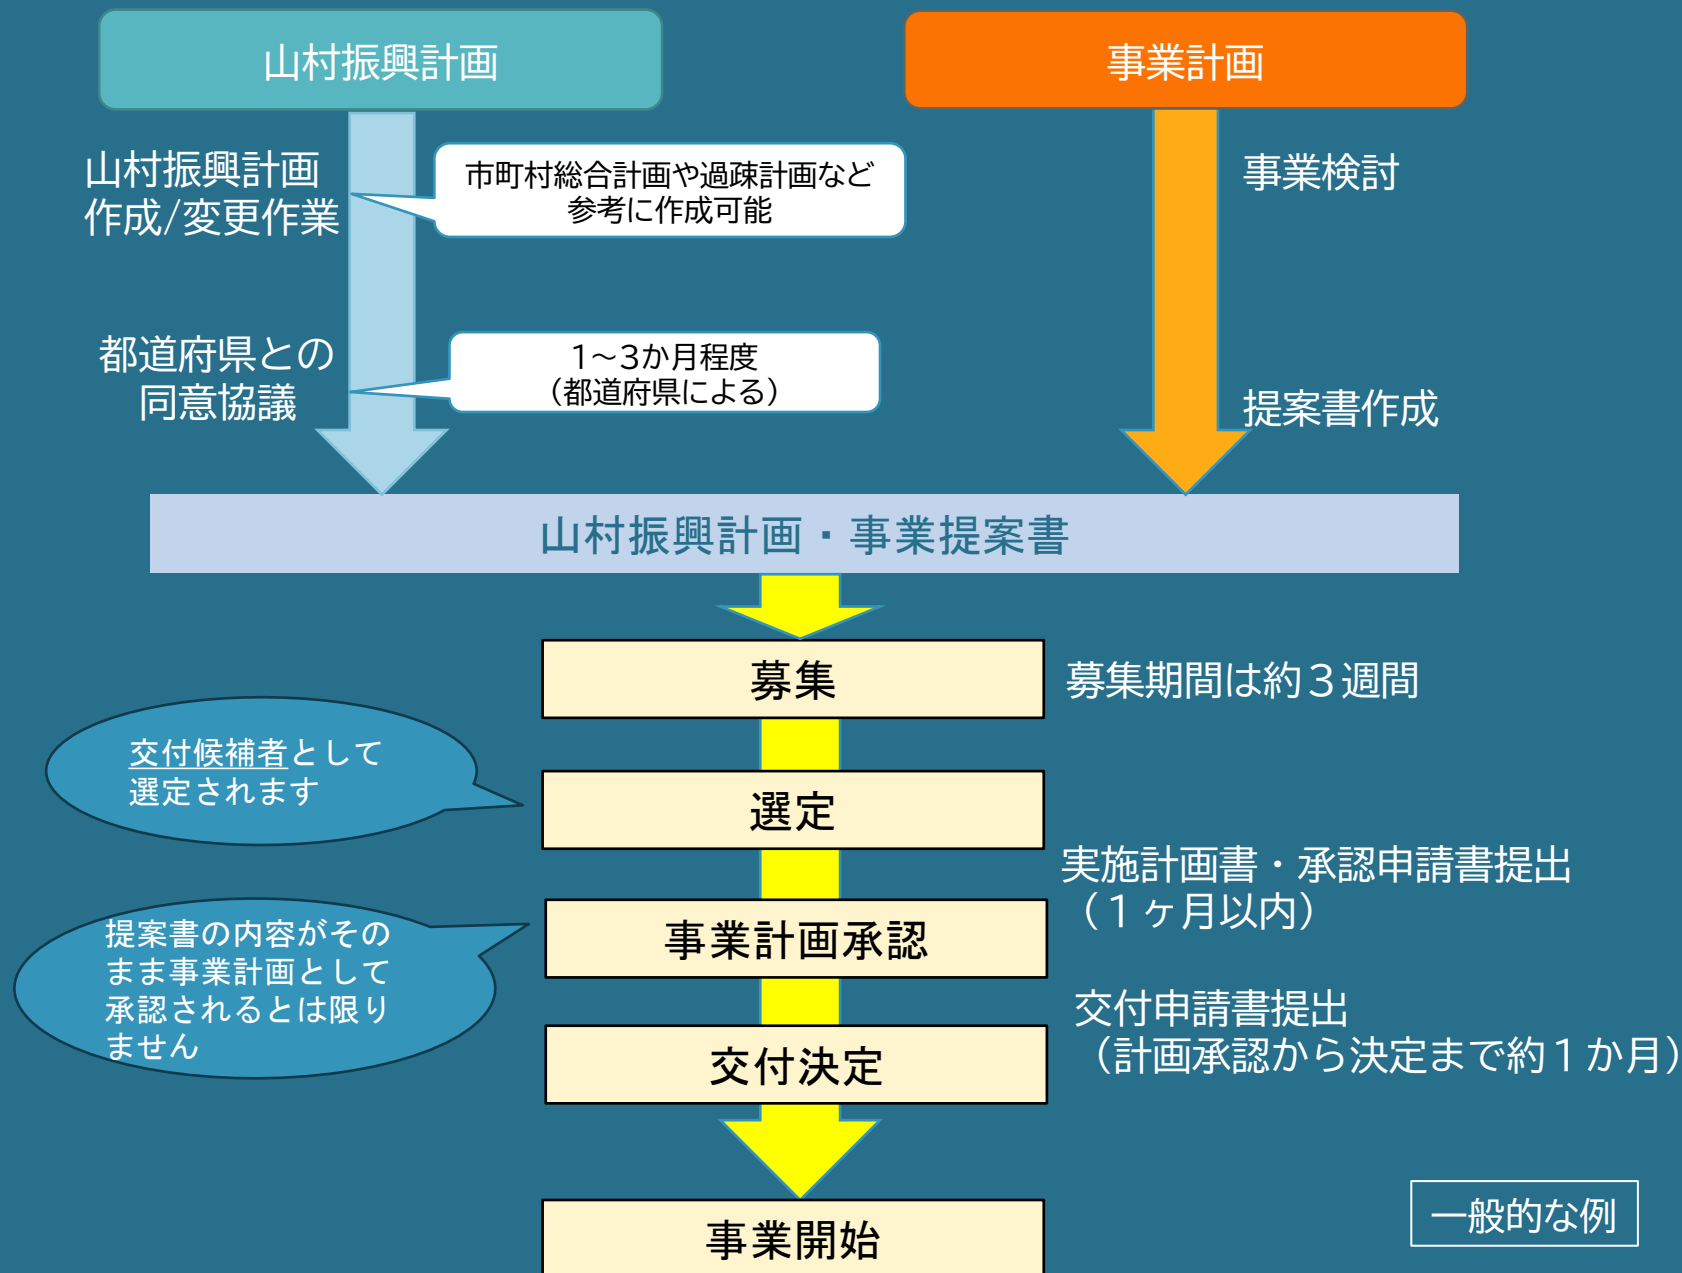 山村振興計画
事業計画
山村振興計画
作成/変更作業
市町村総合計画や過疎計画など
参考に作成可能
事業検討
都道府県との
同意協議
1～3か月程度
（都道府県による）
提案書作成
山村振興計画・事業提案書
募集
募集期間は約３週間
交付候補者として
選定されます
選定
実施計画書・承認申請書提出
（１ヶ月以内）
提案書の内容がその
まま事業計画として
承認されるとは限り
ません
事業計画承認
交付申請書提出
（計画承認から決定まで約１か月）
交付決定
事業開始
一般的な例